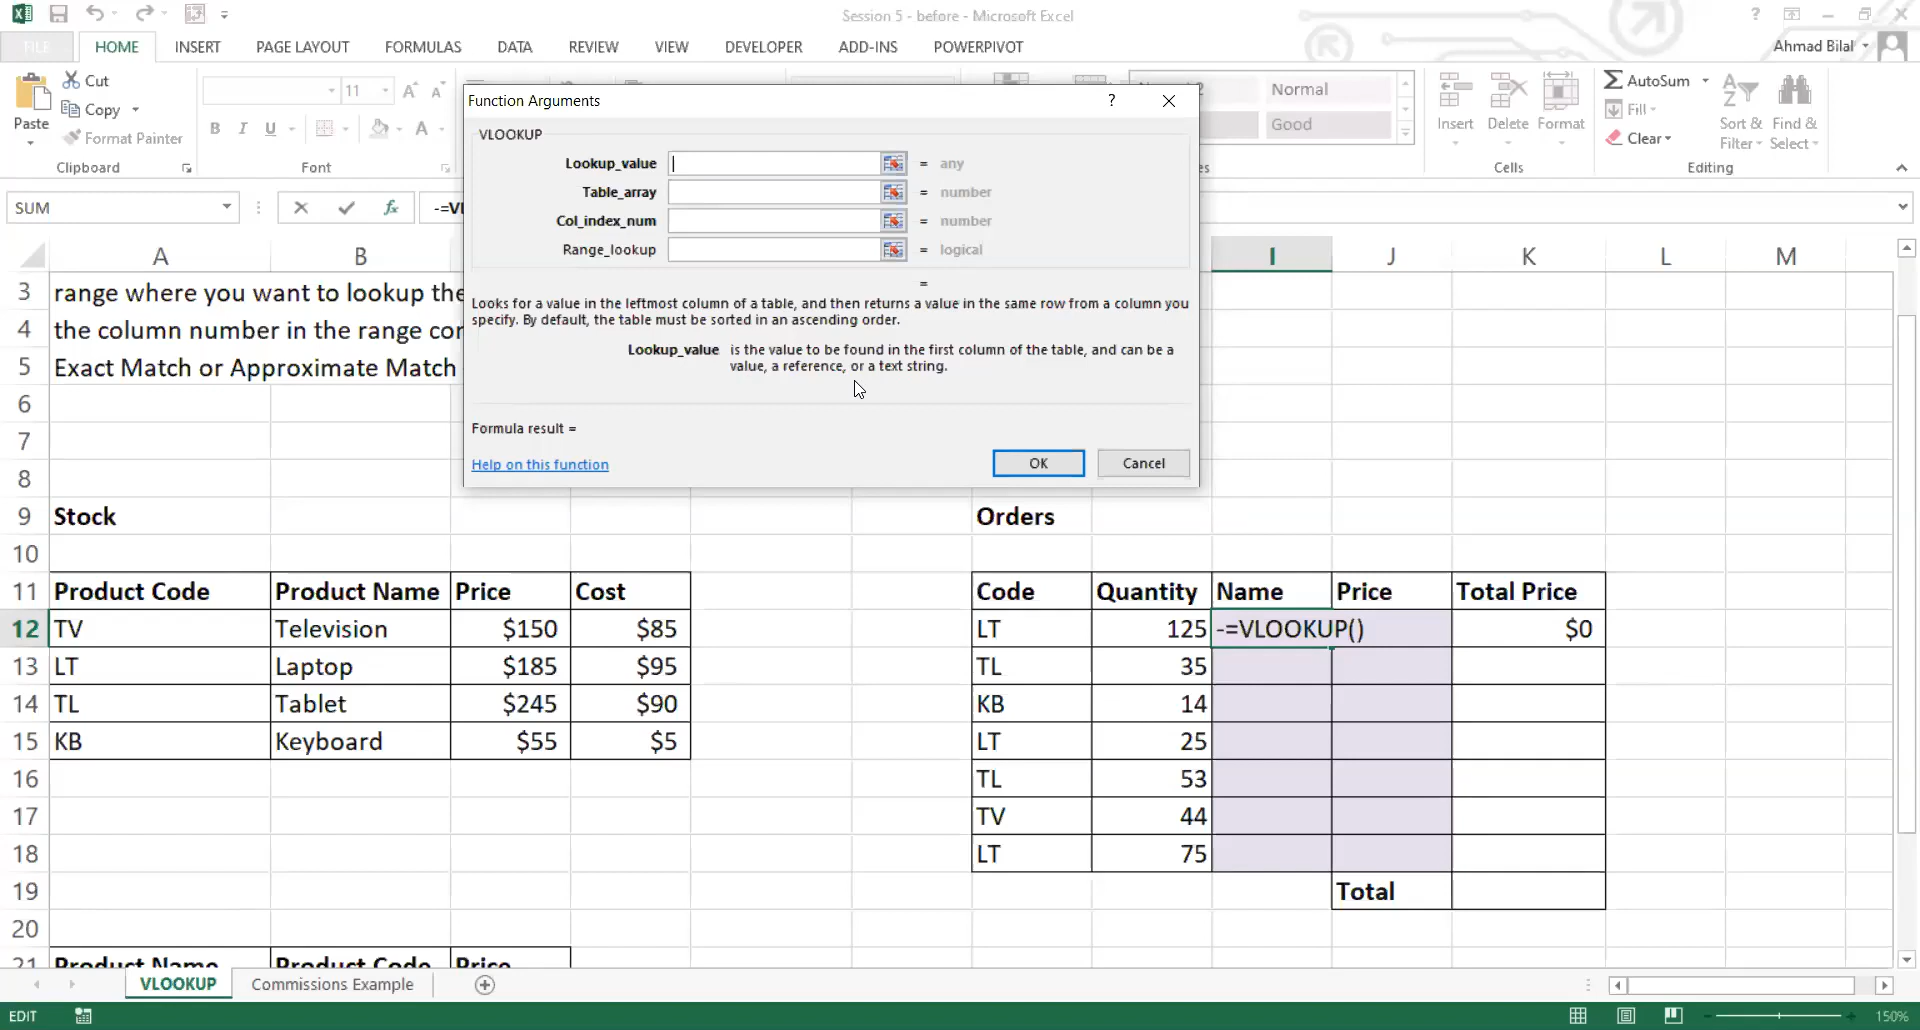 Session 5 - before - Microsoft Excel
FILE HOME INSERT PAGE LAYOUT FORMULAS DATA REVIEW VIEW DEVELOPER ADD-INS POWERPIVOT Ahmad Bilal
Cut
Copy
Format Painter
Paste
Clipboard
11
Font
Normal
Good
Insert Delete Format
Cells
AutoSum
Fill
Clear
Sort & Filter
Find & Select
Editing
Function Arguments
VLOOKUP
Lookup_value = any
Table_array = number
Col_index_num = number
Range_lookup = logical
=
Looks for a value in the leftmost column of a table, and then returns a value in the same row from a column you
specify. By default, the table must be sorted in an ascending order.
Lookup_value is the value to be found in the first column of the table, and can be a
value, a reference, or a text string.
Formula result =
Help on this function
OK Cancel
SUM fx -=VL
A B I J K L M
3 range where you want to lookup the
4 the column number in the range cor
5 Exact Match or Approximate Match
6
7
8
9 Stock Orders
10
11 Product Code Product Name Price Cost Code Quantity Name Price Total Price
12 TV Television $150 $85 LT 125 -=VLOOKUP() $0
13 LT Laptop $185 $95 TL 35
14 TL Tablet $245 $90 KB 14
15 KB Keyboard $55 $5 LT 25
16 TL 53
17 TV 44
18 LT 75
19 Total
20
21 Product Name Product Code Price
VLOOKUP Commissions Example
EDIT 150%